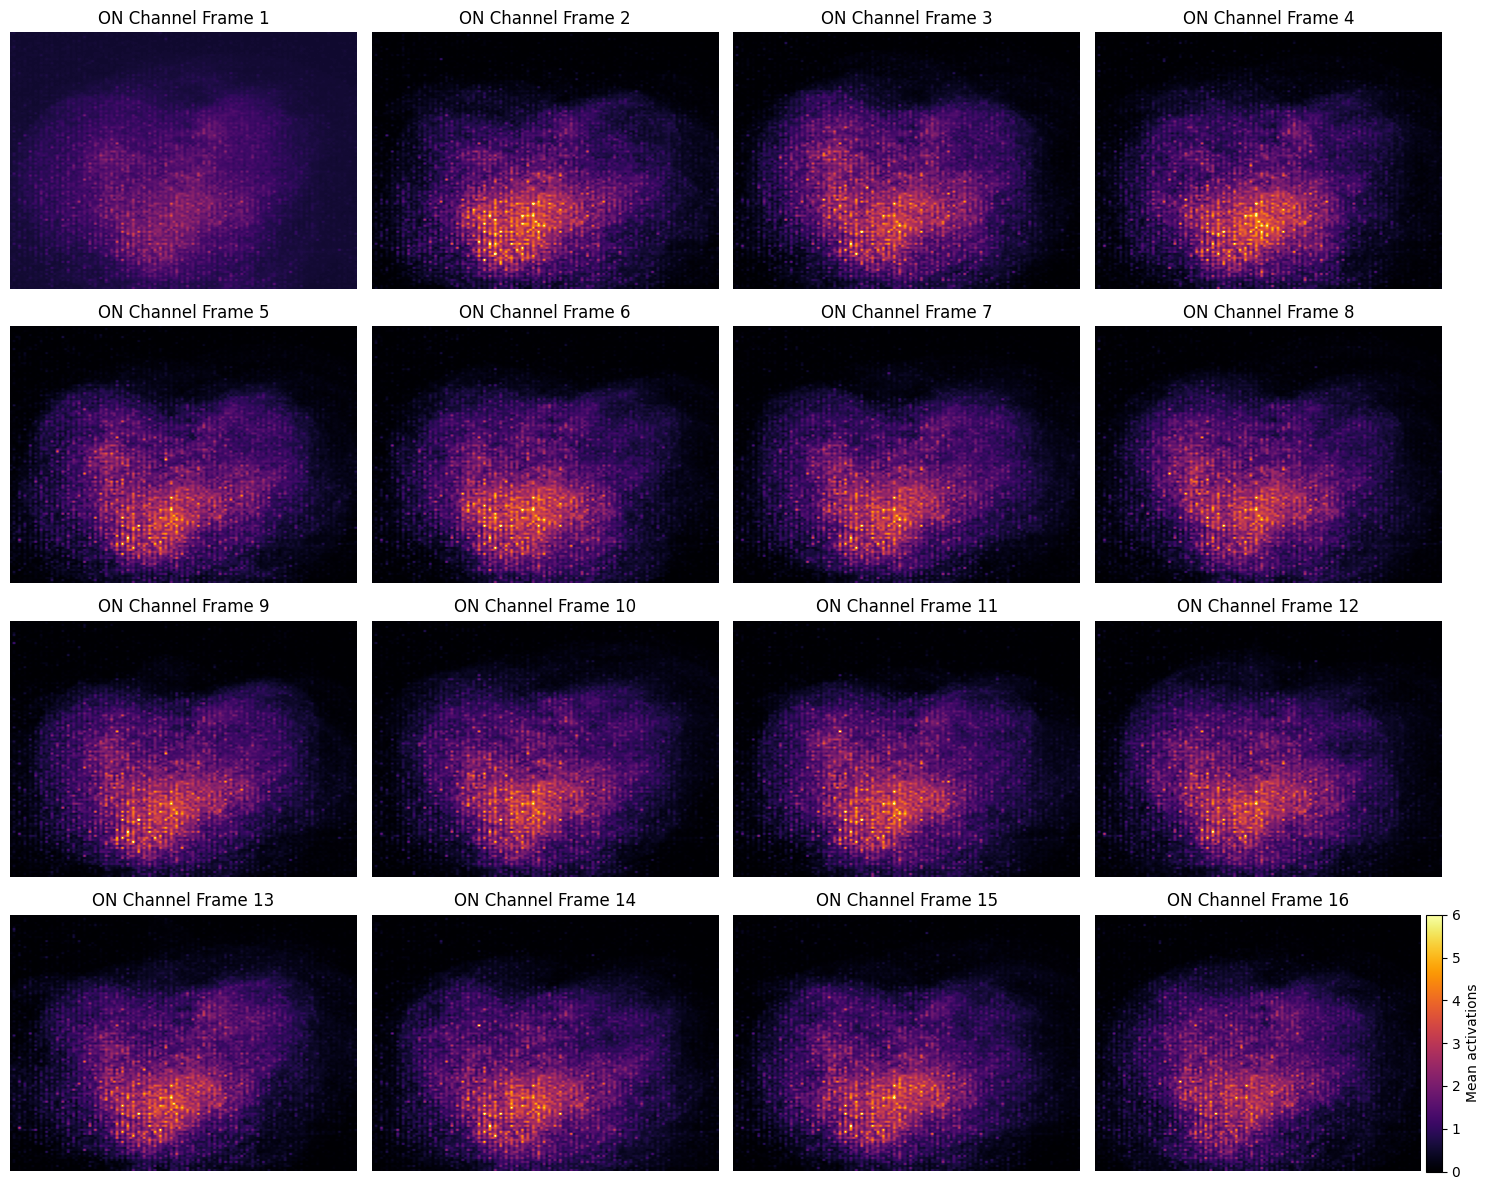 ON Channel Frame 1
ON Channel Frame 2
ON Channel Frame 3
ON Channel Frame 4
ON Channel Frame 5
ON Channel Frame 6
ON Channel Frame 7
ON Channel Frame 8
ON Channel Frame 9
ON Channel Frame 10
ON Channel Frame 11
ON Channel Frame 12
ON Channel Frame 13
ON Channel Frame 14
ON Channel Frame 15
ON Channel Frame 16
6
5
4
3
2
1
0
Mean activations